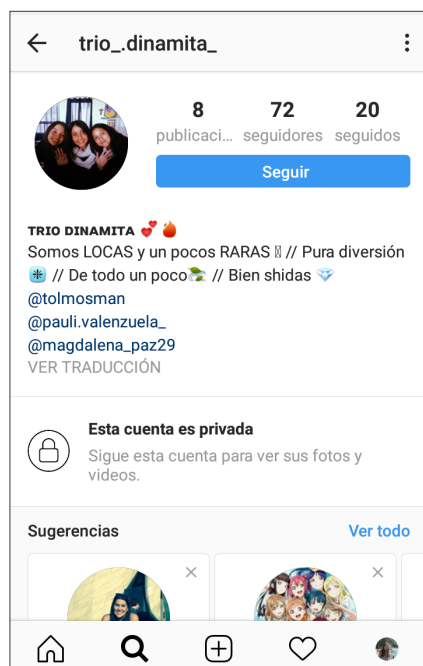 trio_.dinamita_
8 72 20
publicaci... seguidores seguidos
Seguir
TRIO DINAMITA 💕 🔥
Somos LOCAS y un pocos RARAS // Pura diversión
❇️ // De todo un poco // Bien shidas 💎
@tolmosman
@pauli.valenzuela_
@magdalena_paz29
VER TRADUCCIÓN
Esta cuenta es privada
Sigue esta cuenta para ver sus fotos y
videos.
Sugerencias Ver todo